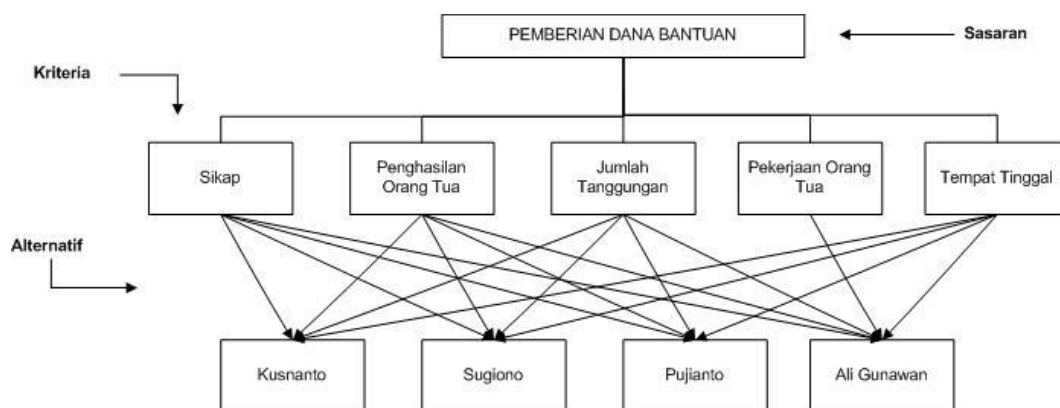 PEMBERIAN DANA BANTUAN
Sasaran
Kriteria
Sikap
Penghasilan
Orang Tua
Jumlah
Tanggungan
Pekerjaan Orang
Tua
Tempat Tinggal
Alternatif
Kusnanto
Sugiono
Pujianto
Ali Gunawan